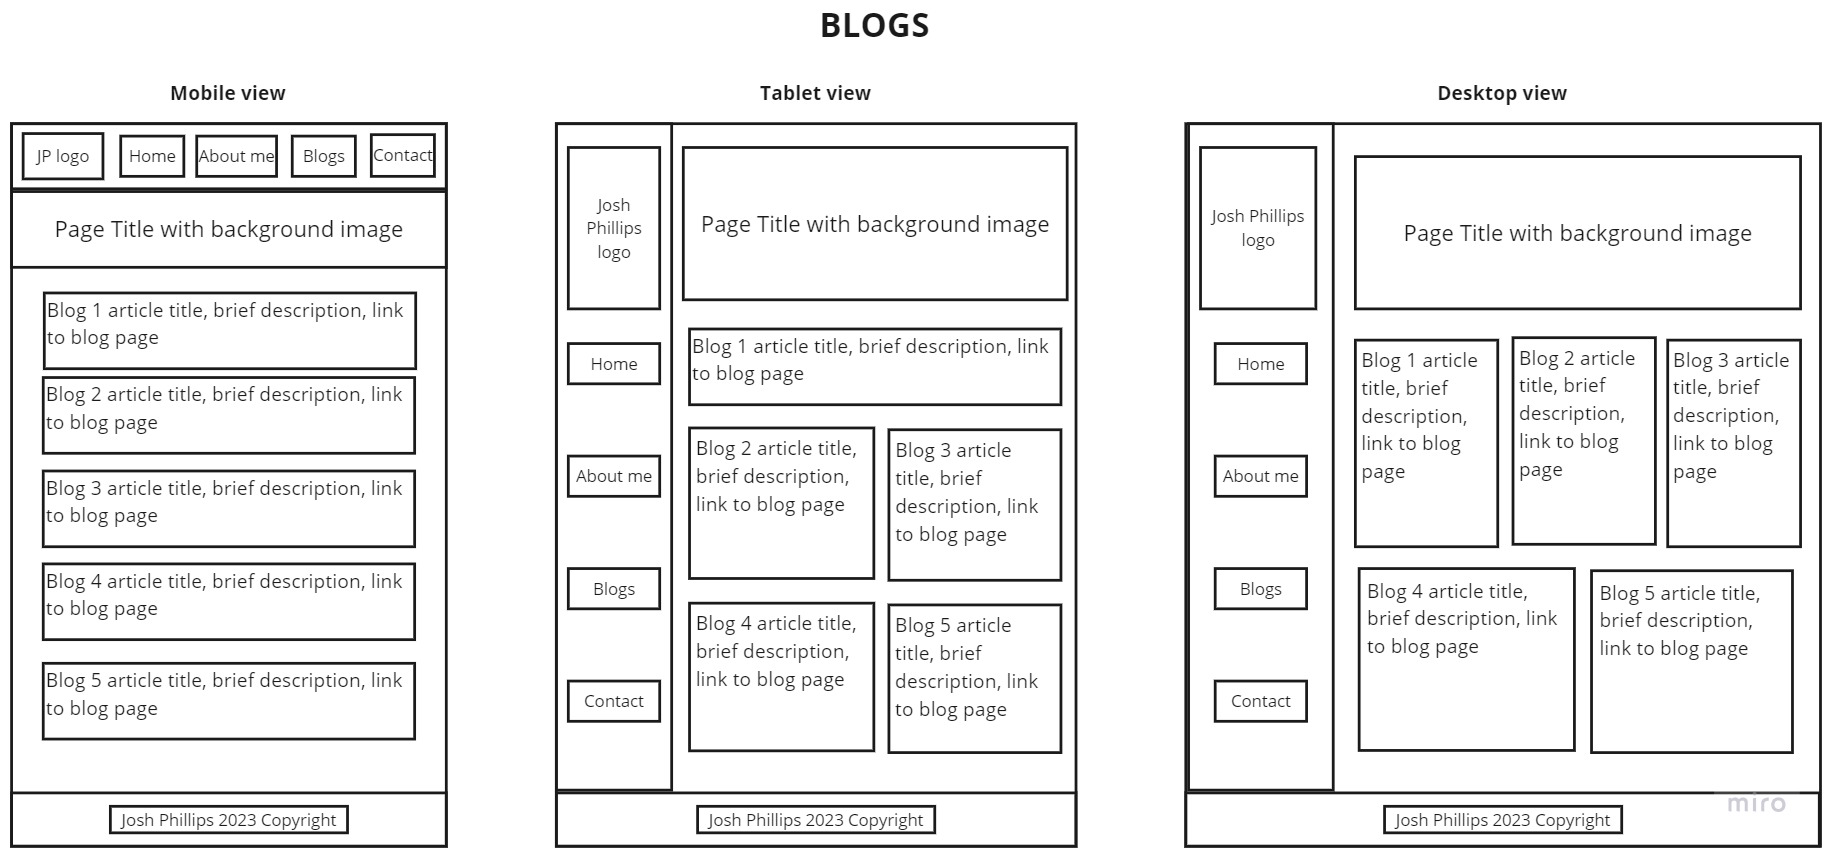 BLOGS
Mobile view
JP logo
Home
About me
Blogs
Contact
Page Title with background image
Blog 1 article title, brief description, link
to blog page
Blog 2 article title, brief description, link
to blog page
Blog 3 article title, brief description, link
to blog page
Blog 4 article title, brief description, link
to blog page
Blog 5 article title, brief description, link
to blog page
Josh Phillips 2023 Copyright
Tablet view
Josh
Phillips
logo
Home
About me
Blogs
Contact
Page Title with background image
Blog 1 article title, brief description, link
to blog page
Blog 2 article title,
brief description,
link to blog page
Blog 3 article
title, brief
description, link
to blog page
Blog 4 article title,
brief description,
link to blog page
Blog 5 article
title, brief
description, link
to blog page
Josh Phillips 2023 Copyright
Desktop view
Josh Phillips
logo
Home
About me
Blogs
Contact
Page Title with background image
Blog 1 article
title, brief
description,
link to blog
page
Blog 2 article
title, brief
description,
link to blog
page
Blog 3 article
title, brief
description,
link to blog
page
Blog 4 article title,
brief description, link
to blog page
Blog 5 article title,
brief description,
link to blog page
Josh Phillips 2023 Copyright
miro